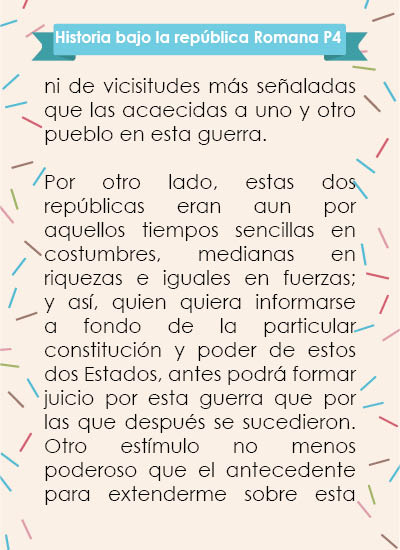 Historia bajo la república Romana P4
ni de vicisitudes más señaladas
que las acaecidas a uno y otro
pueblo en esta guerra.
Por otro lado, estas dos
repúblicas eran aun por
aquellos tiempos sencillas en
costumbres, medianas en
riquezas e iguales en fuerzas;
y así, quien quiera informarse
a fondo de la particular
constitución y poder de estos
dos Estados, antes podrá formar
juicio por esta guerra que por
las que después se sucedieron.
Otro estímulo no menos
poderoso que el antecedente
para extenderme sobre esta